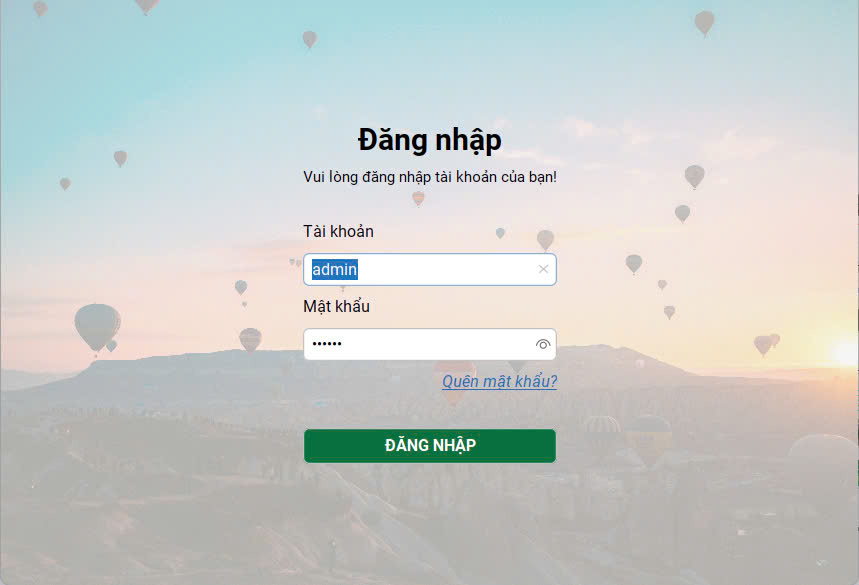 Đăng nhập
Vui lòng đăng nhập tài khoản của bạn!
Tài khoản
admin
Mật khẩu
••••••
Quên mật khẩu?
ĐĂNG NHẬP